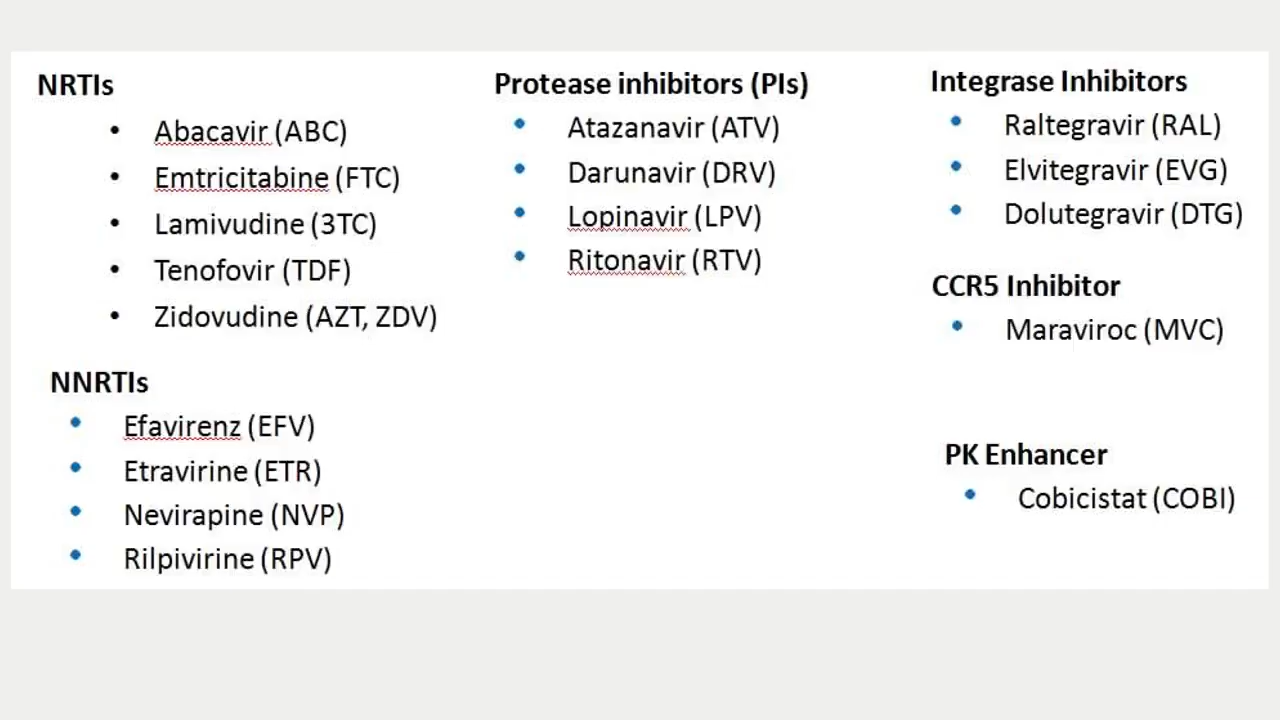 NRTIs
• Abacavir (ABC)
• Emtricitabine (FTC)
• Lamivudine (3TC)
• Tenofovir (TDF)
• Zidovudine (AZT, ZDV)
NNRTIs
• Efavirenz (EFV)
• Etravirine (ETR)
• Nevirapine (NVP)
• Rilpivirine (RPV)
Protease inhibitors (PIs)
• Atazanavir (ATV)
• Darunavir (DRV)
• Lopinavir (LPV)
• Ritonavir (RTV)
Integrase Inhibitors
• Raltegravir (RAL)
• Elvitegravir (EVG)
• Dolutegravir (DTG)
CCR5 Inhibitor
• Maraviroc (MVC)
PK Enhancer
• Cobicistat (COBI)